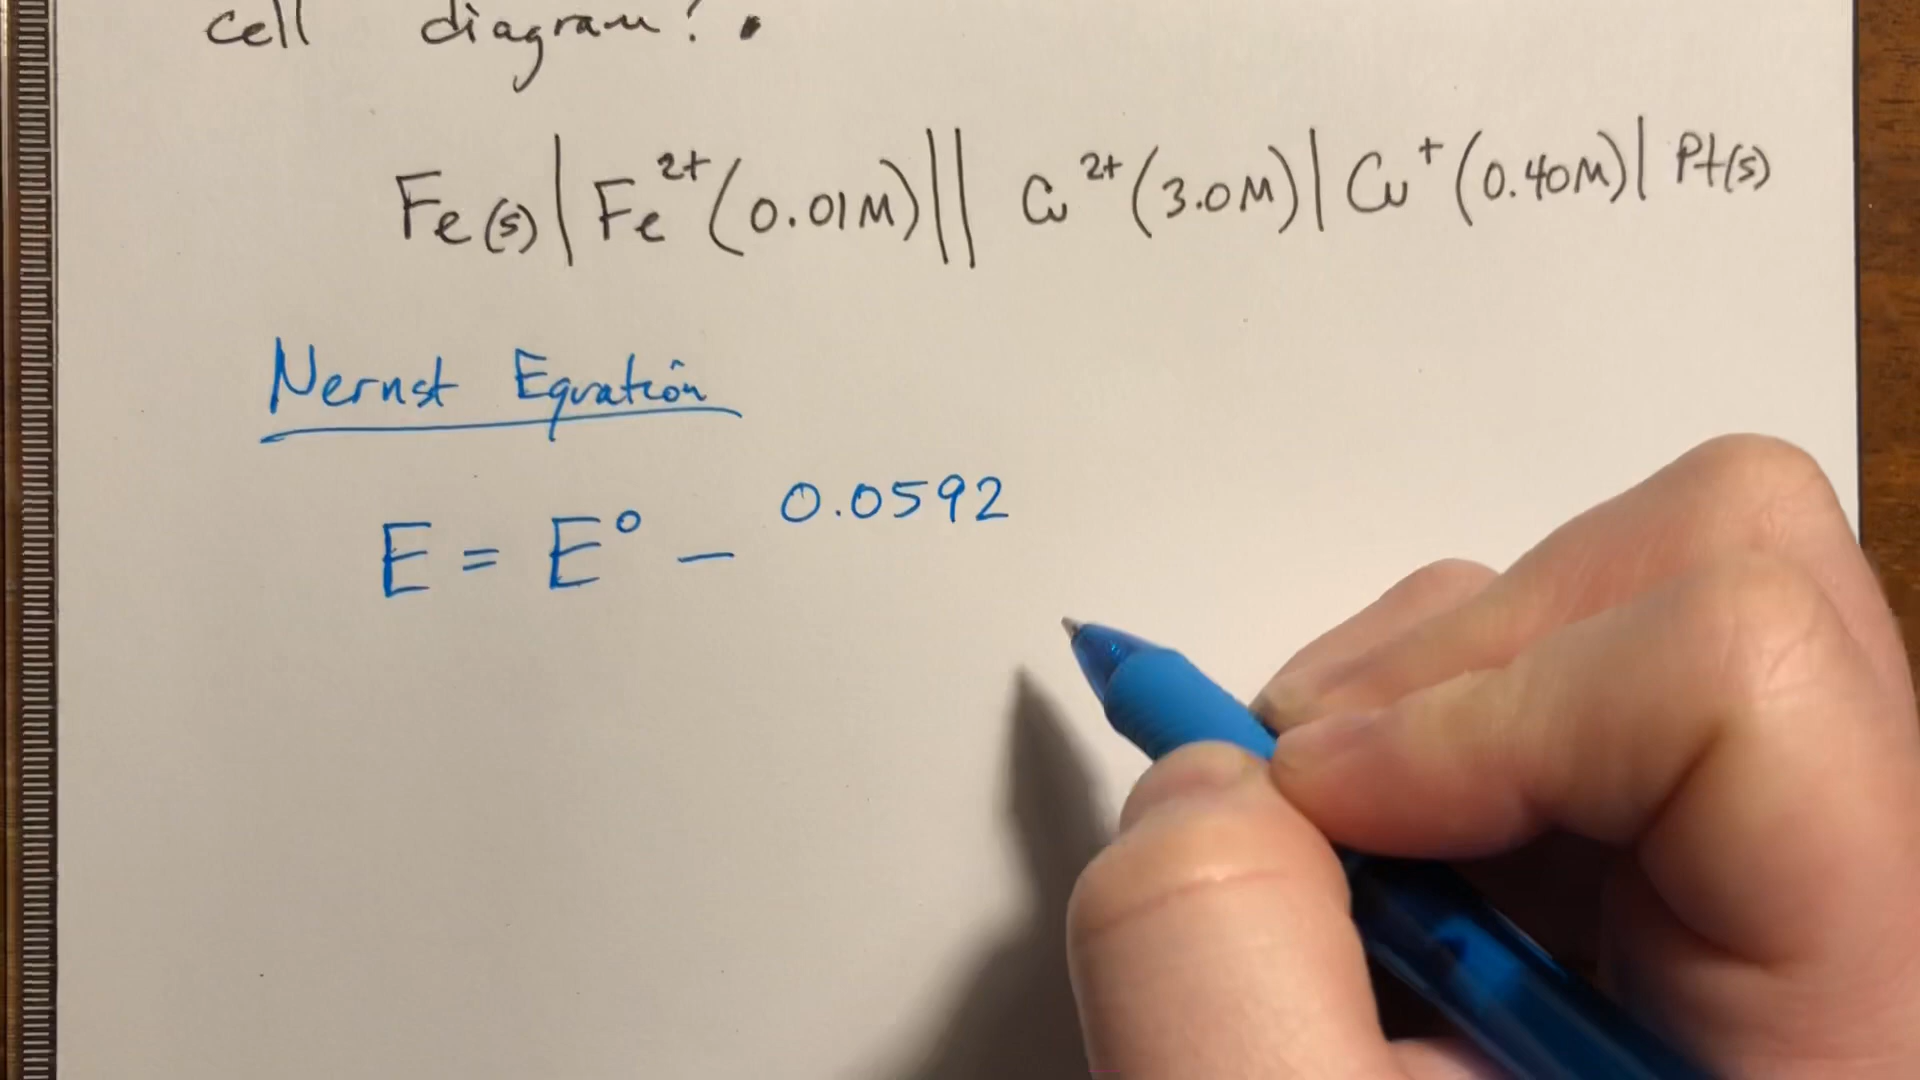 cell diagram?.
Fe(s)|Fe²⁺(0.01M)||Cu²⁺(3.0M)|Cu⁺(0.40M)|Pt(s)
Nernst Equation
E = E° - 0.0592